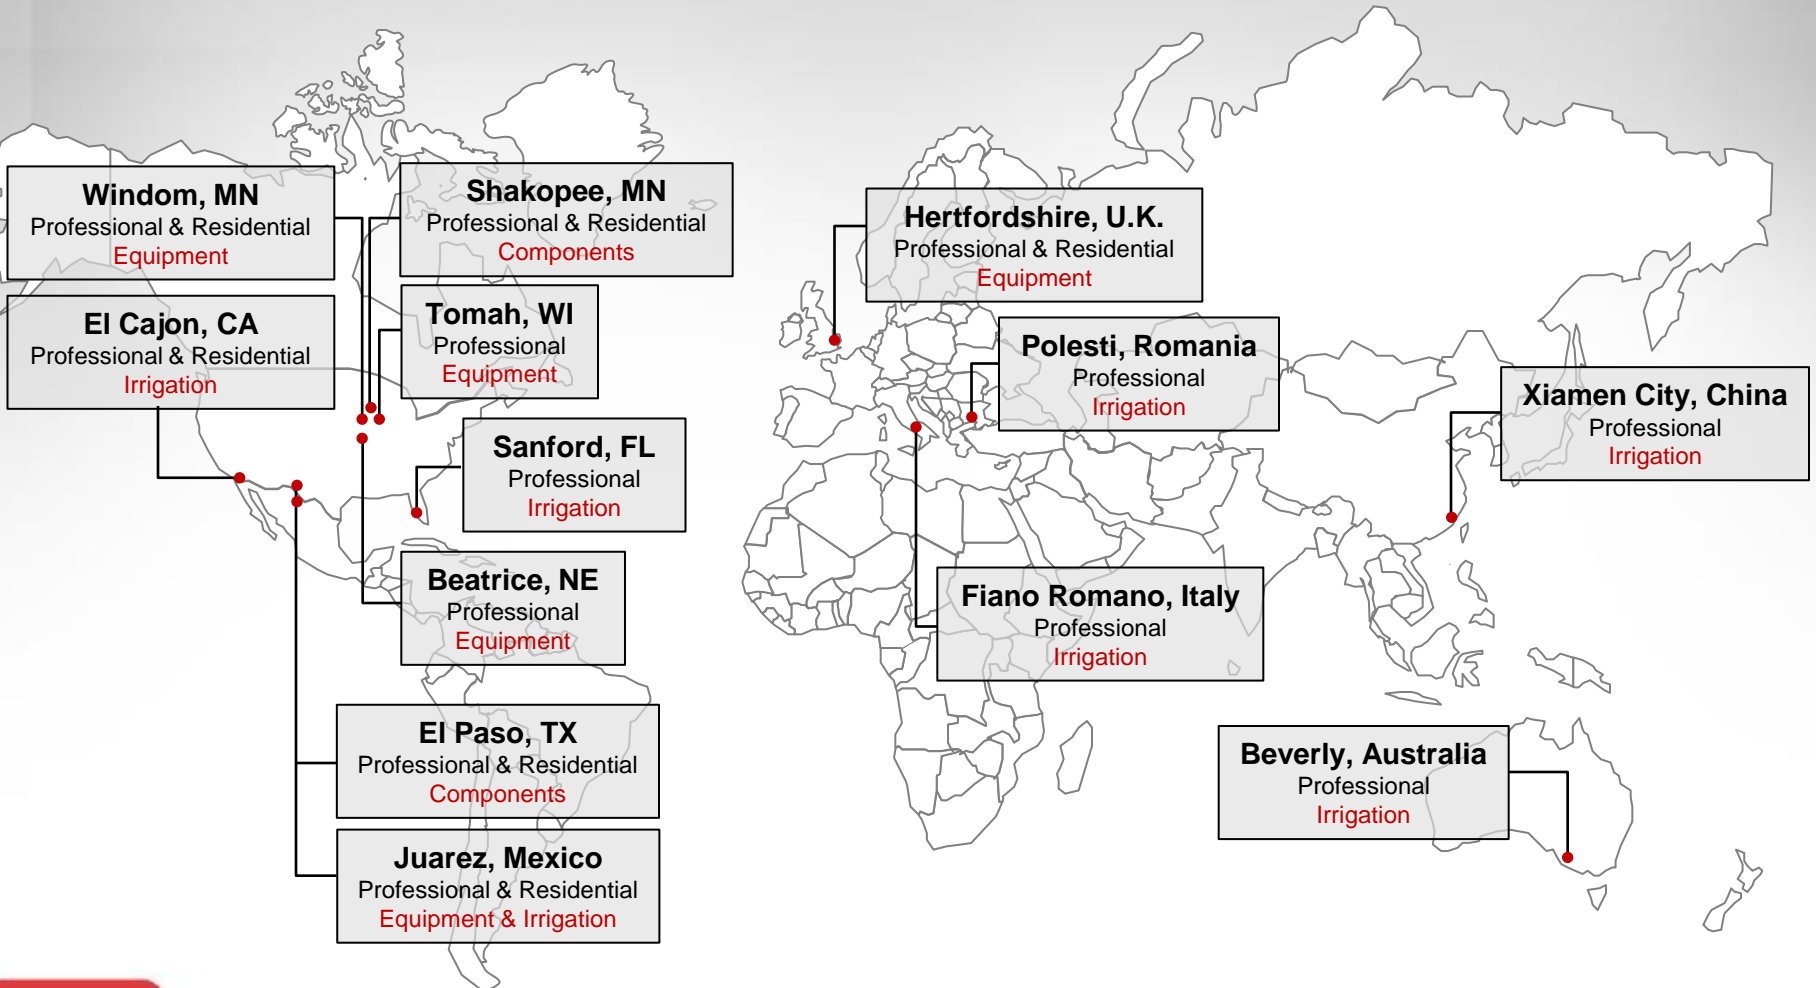 Windom, MN
Professional & Residential
Equipment
Shakopee, MN
Professional & Residential
Components
El Cajon, CA
Professional & Residential
Irrigation
Tomah, WI
Professional
Equipment
Sanford, FL
Professional
Irrigation
Beatrice, NE
Professional
Equipment
El Paso, TX
Professional & Residential
Components
Juarez, Mexico
Professional & Residential
Equipment & Irrigation
Hertfordshire, U.K.
Professional & Residential
Equipment
Polesti, Romania
Professional
Irrigation
Xiamen City, China
Professional
Irrigation
Fiano Romano, Italy
Professional
Irrigation
Beverly, Australia
Professional
Irrigation